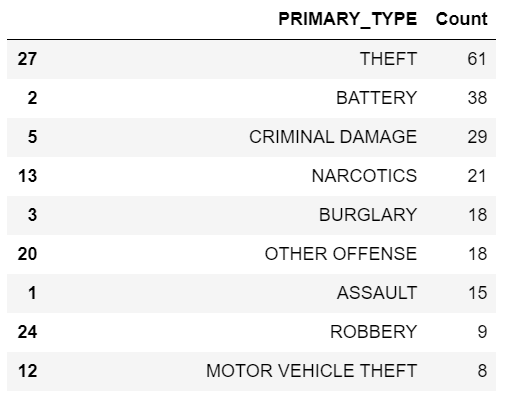 PRIMARY_TYPE Count
27 THEFT 61
2 BATTERY 38
5 CRIMINAL DAMAGE 29
13 NARCOTICS 21
3 BURGLARY 18
20 OTHER OFFENSE 18
1 ASSAULT 15
24 ROBBERY 9
12 MOTOR VEHICLE THEFT 8